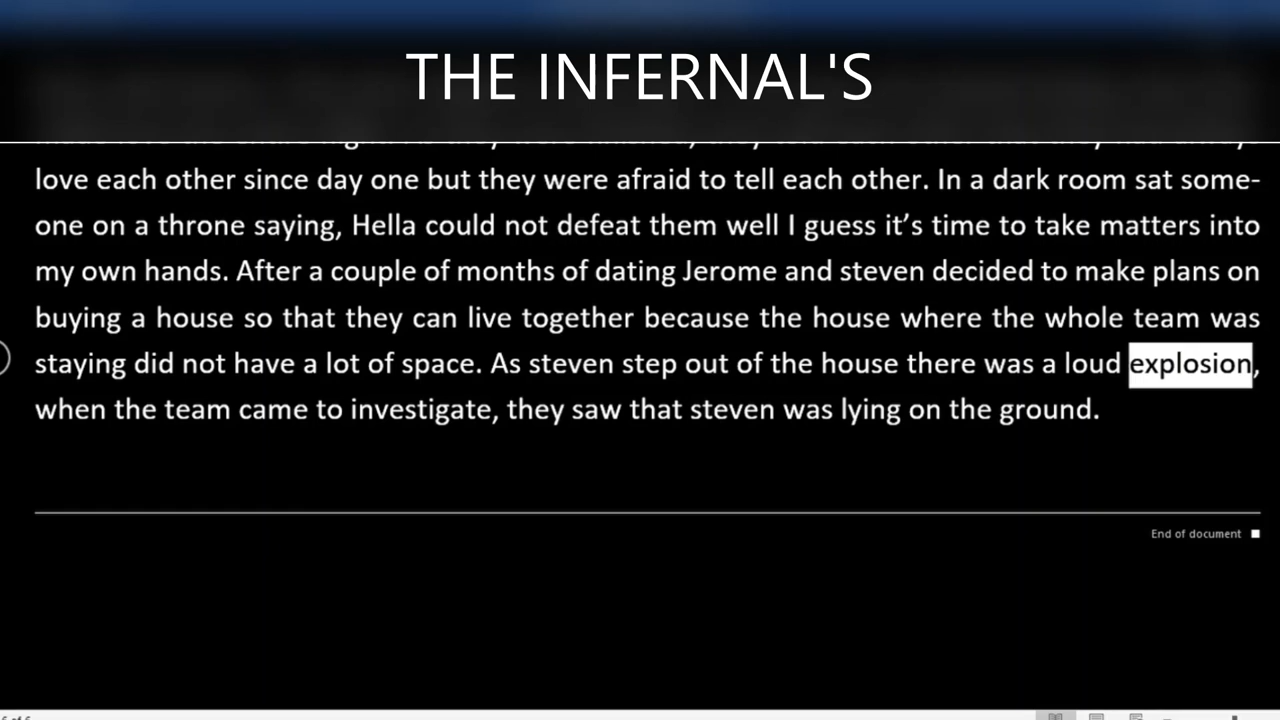 THE INFERNAL'S
love each other since day one but they were afraid to tell each other. In a dark room sat some-
one on a throne saying, Hella could not defeat them well I guess it’s time to take matters into
my own hands. After a couple of months of dating Jerome and steven decided to make plans on
buying a house so that they can live together because the house where the whole team was
staying did not have a lot of space. As steven step out of the house there was a loud explosion,
when the team came to investigate, they saw that steven was lying on the ground.
End of document